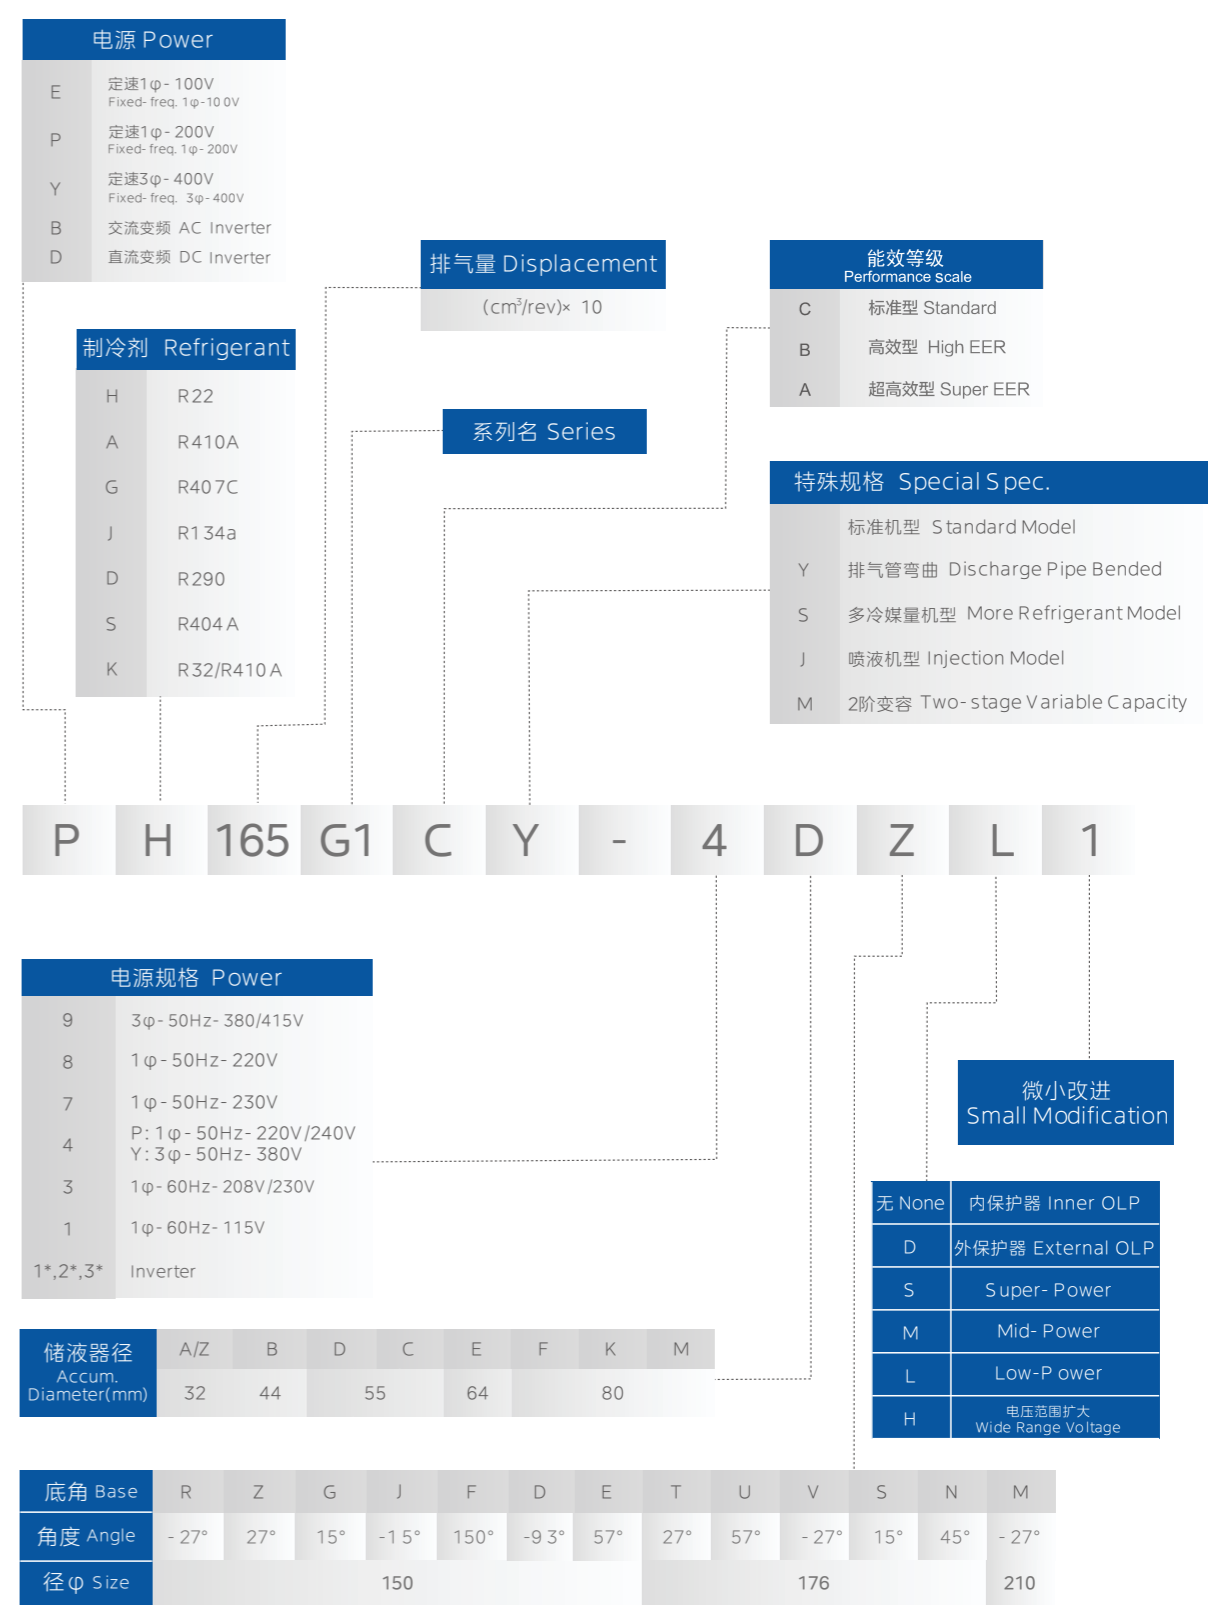 电源 Power
E 定速1φ- 100V
Fixed- freq. 1φ-100V
P 定速1φ- 200V
Fixed- freq. 1φ- 200V
Y 定速3φ- 400V
Fixed- freq. 3φ- 400V
B 交流变频 AC Inverter
D 直流变频 DC Inverter
制冷剂 Refrigerant
H R22
A R410A
G R407C
J R134a
D R290
S R404A
K R32/R410A
排气量 Displacement
(cm³/rev)× 10
系列名 Series
能效等级
Performance scale
C 标准型 Standard
B 高效型 High EER
A 超高效型 Super EER
特殊规格 Special Spec.
标准机型 Standard Model
Y 排气管弯曲 Discharge Pipe Bended
S 多冷媒量机型 More Refrigerant Model
J 喷液机型 Injection Model
M 2阶变容 Two-stage Variable Capacity
P H 165 G1 C Y - 4 D Z L 1
电源规格 Power
9 3φ- 50Hz- 380/415V
8 1φ- 50Hz- 220V
7 1φ- 50Hz- 230V
4 P: 1φ- 50Hz- 220V/240V
Y: 3φ- 50Hz- 380V
3 1φ- 60Hz- 208V/230V
1 1φ- 60Hz- 115V
1*,2*,3* Inverter
微小改进
Small Modification
无 None 内保护器 Inner OLP
D 外保护器 External OLP
S Super- Power
M Mid- Power
L Low-Power
H 电压范围扩大
Wide Range Voltage
储液器径
Accum.
Diameter(mm)
A/Z B D C E F K M
32 44 55 64 80
底角 Base R Z G J F D E T U V S N M
角度 Angle - 27° 27° 15° -15° 150° -93° 57° 27° 57° - 27° 15° 45° - 27°
径φ Size 150 176 210